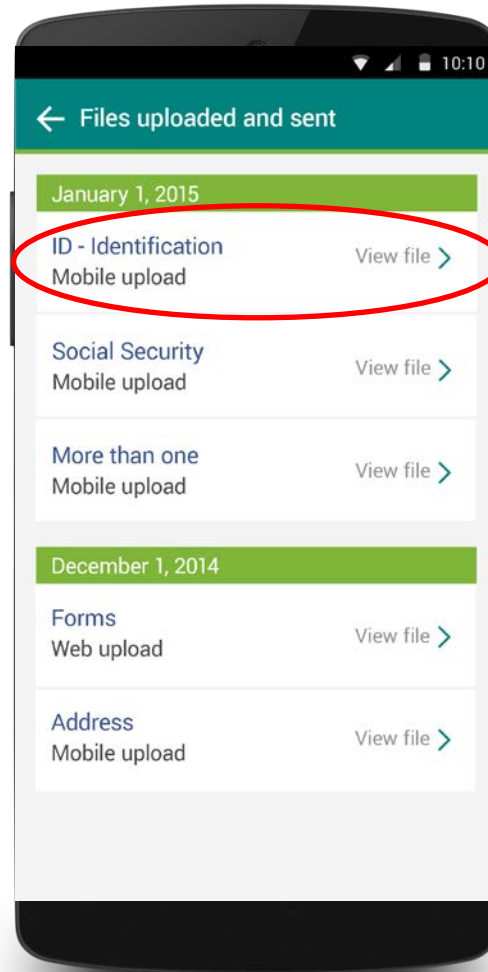 10:10
Files uploaded and sent
January 1, 2015
ID - Identification
View file
Mobile upload
Social Security
View file
Mobile upload
More than one
View file
Mobile upload
December 1, 2014
Forms
View file
Web upload
Address
View file
Mobile upload